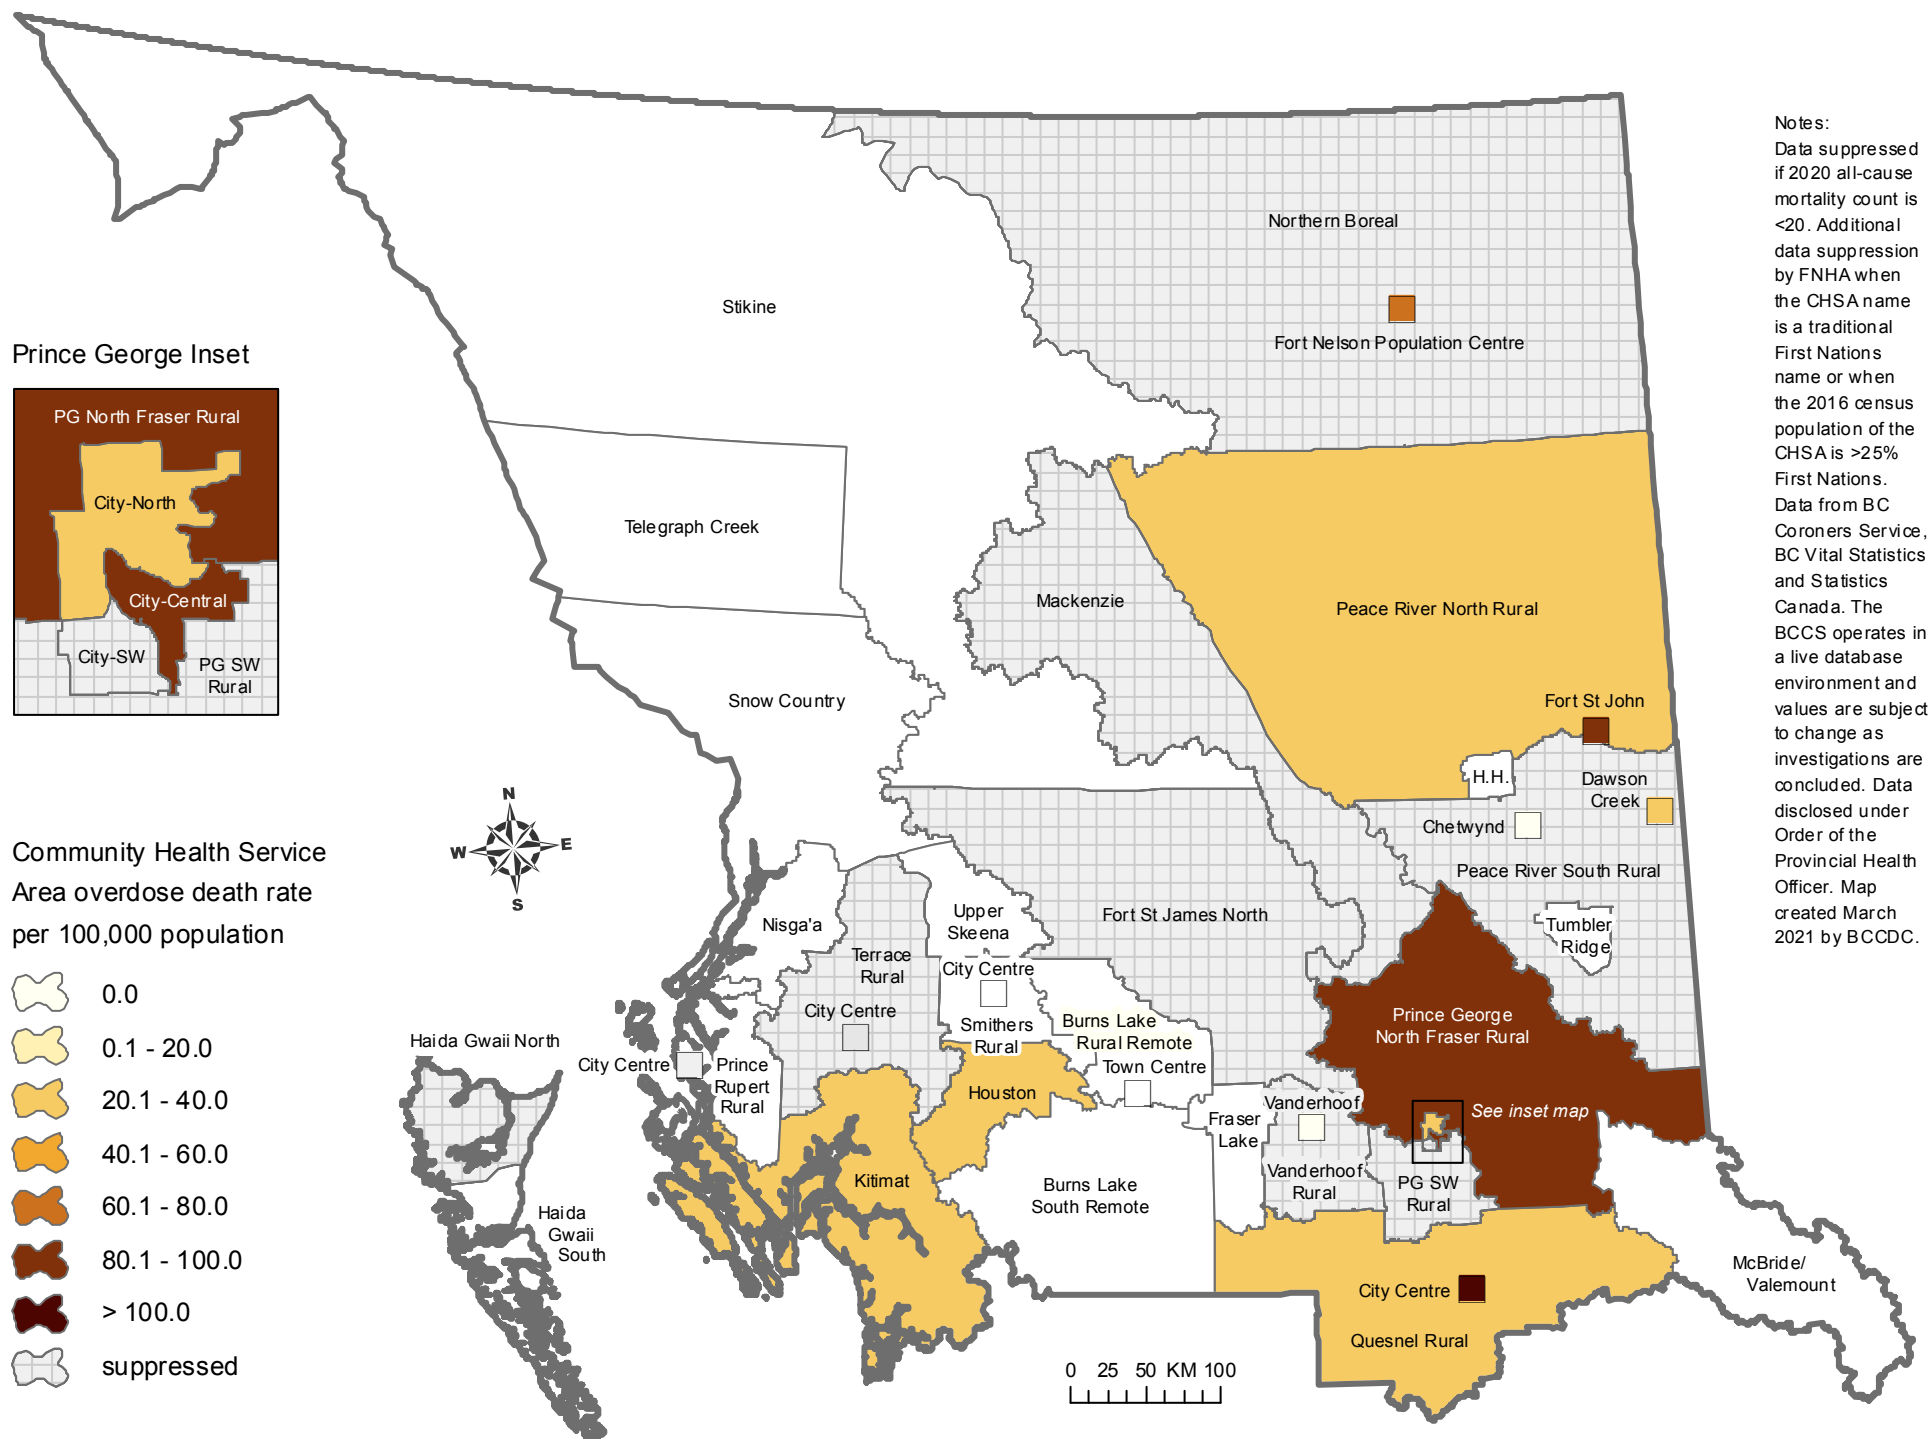 Notes:
Data suppressed
if 2020 all-cause
mortality count is
<20. Additional
data suppression
by FNHA when
the CHSA name
is a traditional
First Nations
name or when
the 2016 census
population of the
CHSA is >25%
First Nations.
Data from BC
Coroners Service,
BC Vital Statistics
and Statistics
Canada. The
BCCS operates in
a live database
environment and
values are subject
to change as
investigations are
concluded. Data
disclosed under
Order of the
Provincial Health
Officer. Map
created March
2021 by BCCDC.
Northern Boreal
Stikine
Fort Nelson Population Centre
Prince George Inset
PG North Fraser Rural
City-North
City-Central
City-SW
PG SW
Rural
Telegraph Creek
Mackenzie
Peace River North Rural
Snow Country
Fort St John
H.H.
Dawson
Creek
Chetwynd
Peace River South Rural
Tumbler
Ridge
N
W
E
S
Nisga'a
Upper
Skeena
Fort St James North
Terrace
Rural
City Centre
City Centre
Smithers
Rural
Burns Lake
Rural Remote
Town Centre
Prince George
North Fraser Rural
See inset map
Haida Gwaii North
City Centre
Prince
Rupert
Rural
Houston
Fraser
Lake
Vanderhoof
Vanderhoof
Rural
PG SW
Rural
Kitimat
Burns Lake
South Remote
Haida
Gwaii
South
City Centre
Quesnel Rural
McBride/
Valemount
Community Health Service
Area overdose death rate
per 100,000 population
0.0
0.1 - 20.0
20.1 - 40.0
40.1 - 60.0
60.1 - 80.0
80.1 - 100.0
> 100.0
suppressed
0 25 50 KM 100